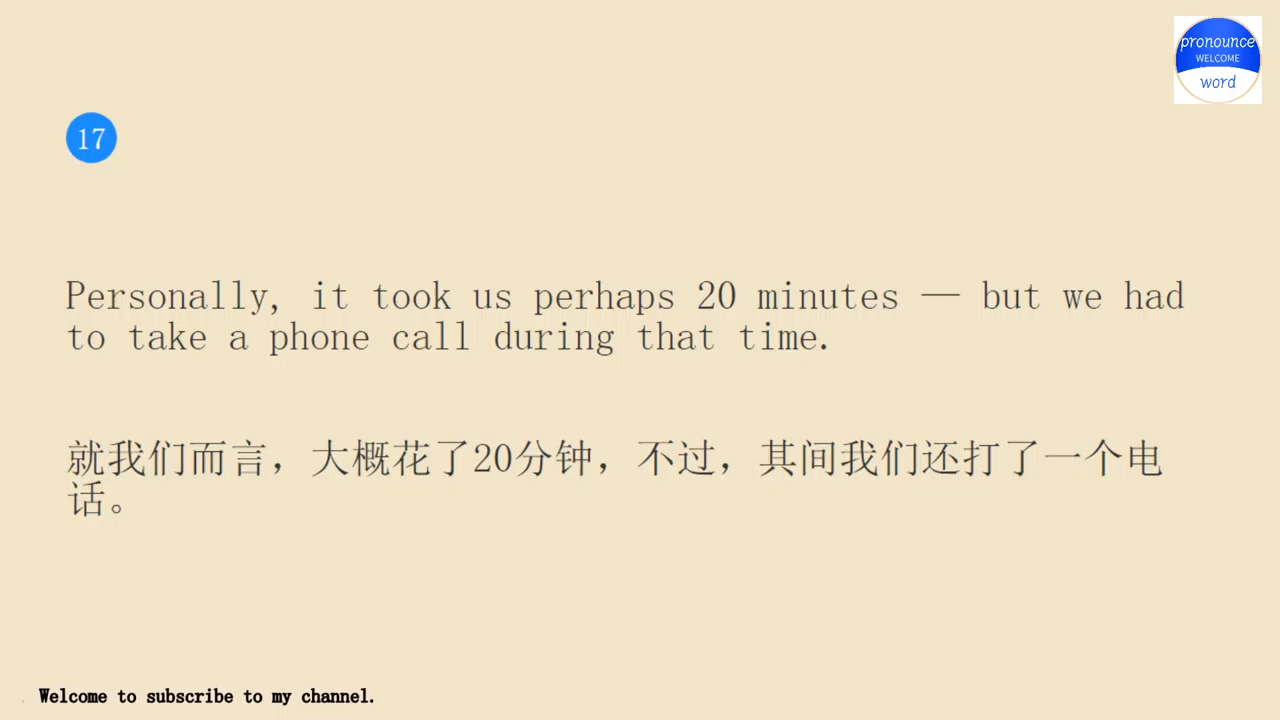 pronounce
WELCOME
word
17
Personally, it took us perhaps 20 minutes — but we had
to take a phone call during that time.
就我们而言，大概花了20分钟，不过，其间我们还打了一个电
话。
Welcome to subscribe to my channel.